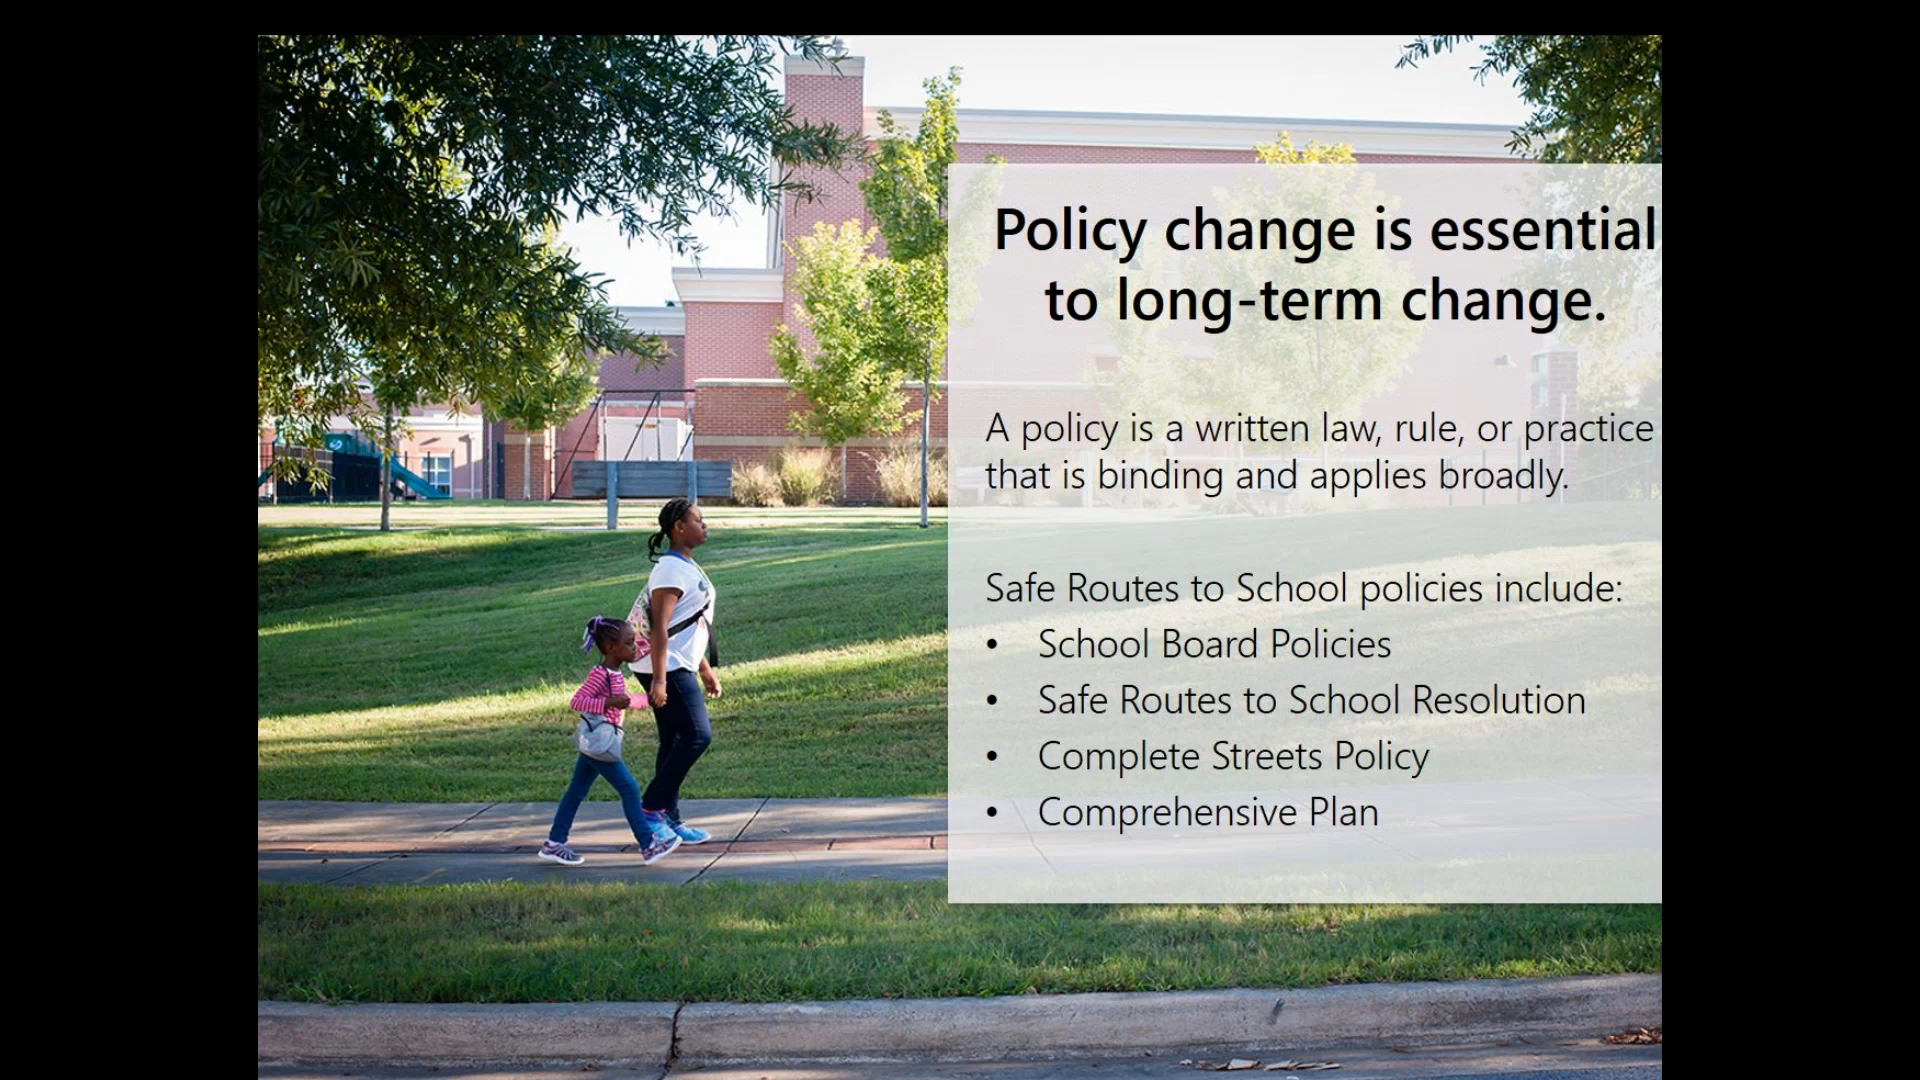 Policy change is essential
to long-term change.
A policy is a written law, rule, or practice
that is binding and applies broadly.
Safe Routes to School policies include:
• School Board Policies
• Safe Routes to School Resolution
• Complete Streets Policy
• Comprehensive Plan